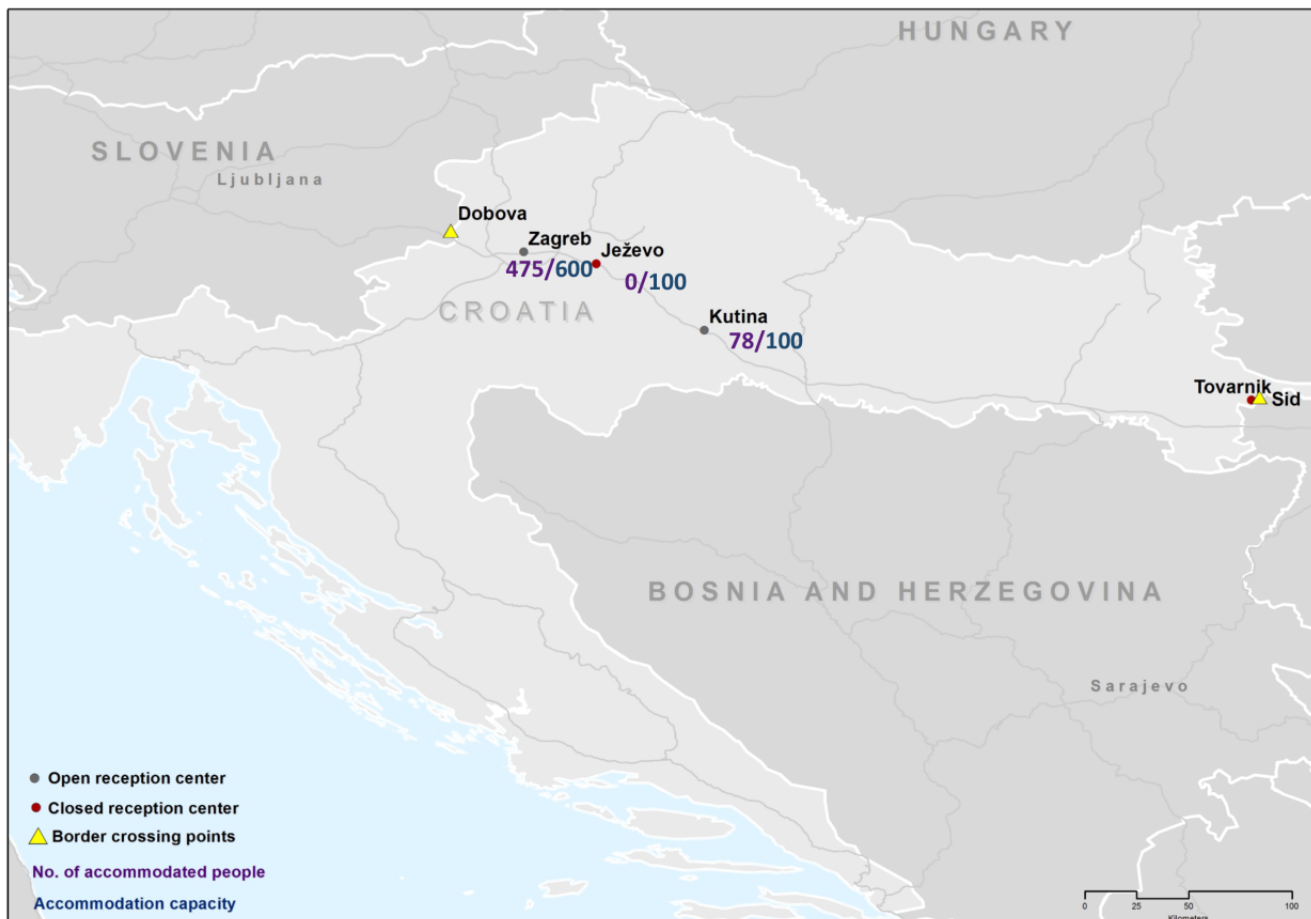 HUNGARY
SLOVENIA
Ljubljana
Dobova
Zagreb
Ježevo
475/600
0/100
CROATIA
Kutina
78/100
Tovarnik
Sid
BOSNIA AND HERZEGOVINA
Sarajevo
Open reception center
Closed reception center
Border crossing points
No. of accommodated people
Accommodation capacity
0 25 50 100
Kilometers